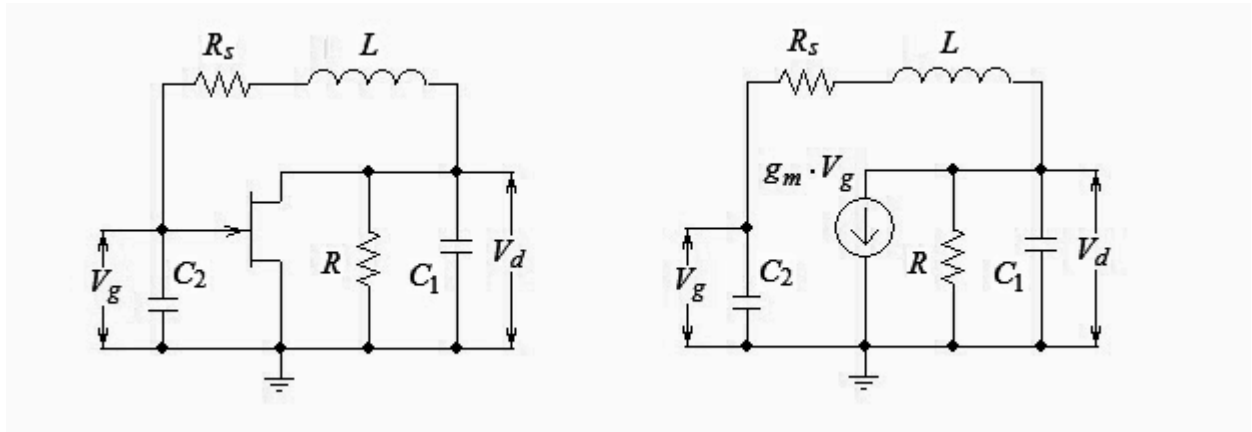 R_s
L
V_g
C_2
R
C_1
V_d
R_s
L
g_m · V_g
V_g
C_2
R
C_1
V_d